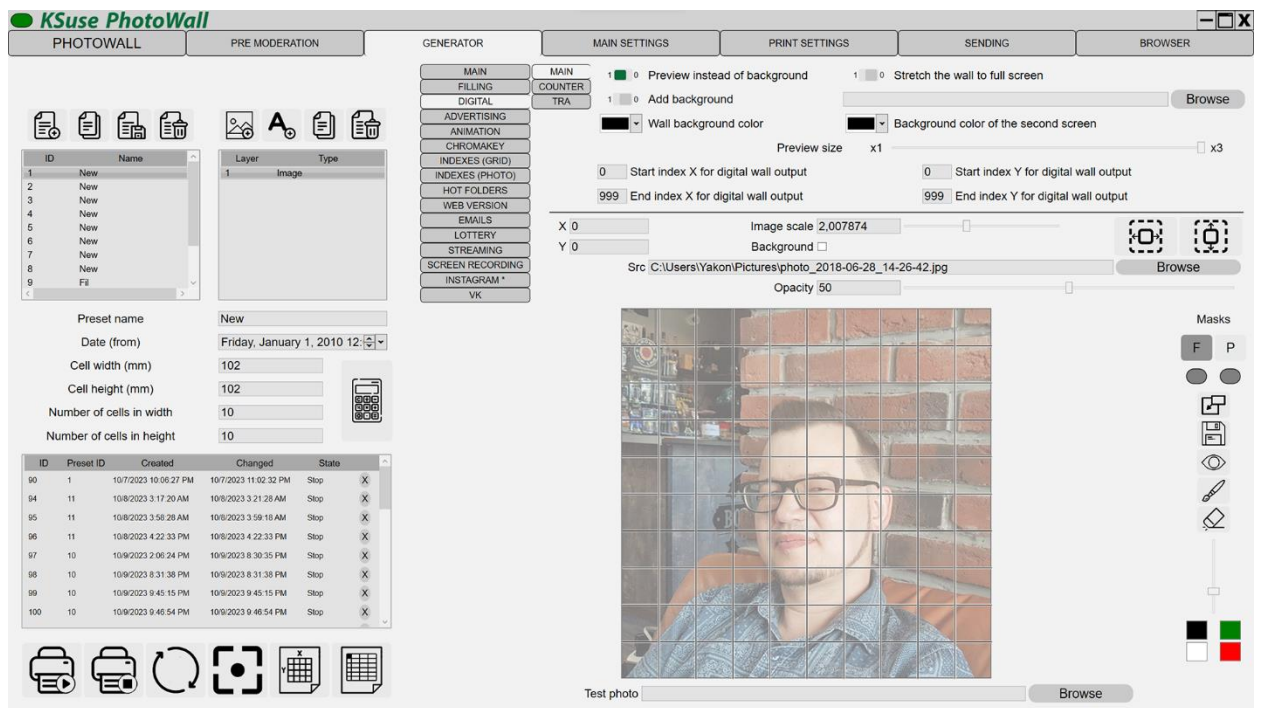 KSuse PhotoWall
PHOTOWALL PRE MODERATION GENERATOR MAIN SETTINGS PRINT SETTINGS SENDING BROWSER
ID Name
1 New
2 New
3 New
4 New
5 New
6 New
7 New
8 New
9 Fil
Layer Type
1 Image
Preset name New
Date (from) Friday, January 1, 2010 12:
Cell width (mm) 102
Cell height (mm) 102
Number of cells in width 10
Number of cells in height 10
ID Preset ID Created Changed State
90 1 10/7/2023 10:06:27 PM 10/7/2023 11:02:32 PM Stop X
94 11 10/8/2023 3:17:20 AM 10/8/2023 3:21:28 AM Stop X
95 11 10/8/2023 3:58:28 AM 10/8/2023 3:59:18 AM Stop X
96 11 10/8/2023 4:22:33 PM 10/8/2023 4:22:33 PM Stop X
97 10 10/9/2023 2:06:24 PM 10/9/2023 8:30:35 PM Stop X
98 10 10/9/2023 8:31:38 PM 10/9/2023 8:31:38 PM Stop X
99 10 10/9/2023 9:45:15 PM 10/9/2023 9:45:15 PM Stop X
100 10 10/9/2023 9:46:54 PM 10/9/2023 9:46:54 PM Stop X
X
Y
MAIN
FILLING
DIGITAL
ADVERTISING
ANIMATION
CHROMAKEY
INDEXES (GRID)
INDEXES (PHOTO)
HOT FOLDERS
WEB VERSION
EMAILS
LOTTERY
STREAMING
SCREEN RECORDING
INSTAGRAM *
VK
MAIN
COUNTER
TRA
1 0 Preview instead of background 1 0 Stretch the wall to full screen
1 0 Add background Browse
Wall background color Background color of the second screen
Preview size x1 x3
0 Start index X for digital wall output 0 Start index Y for digital wall output
999 End index X for digital wall output 999 End index Y for digital wall output
X 0 Image scale 2,007874
Y 0 Background
Src C:\Users\Yakon\Pictures\photo_2018-06-28_14-26-42.jpg Browse
Opacity 50
Masks
F P
Test photo Browse